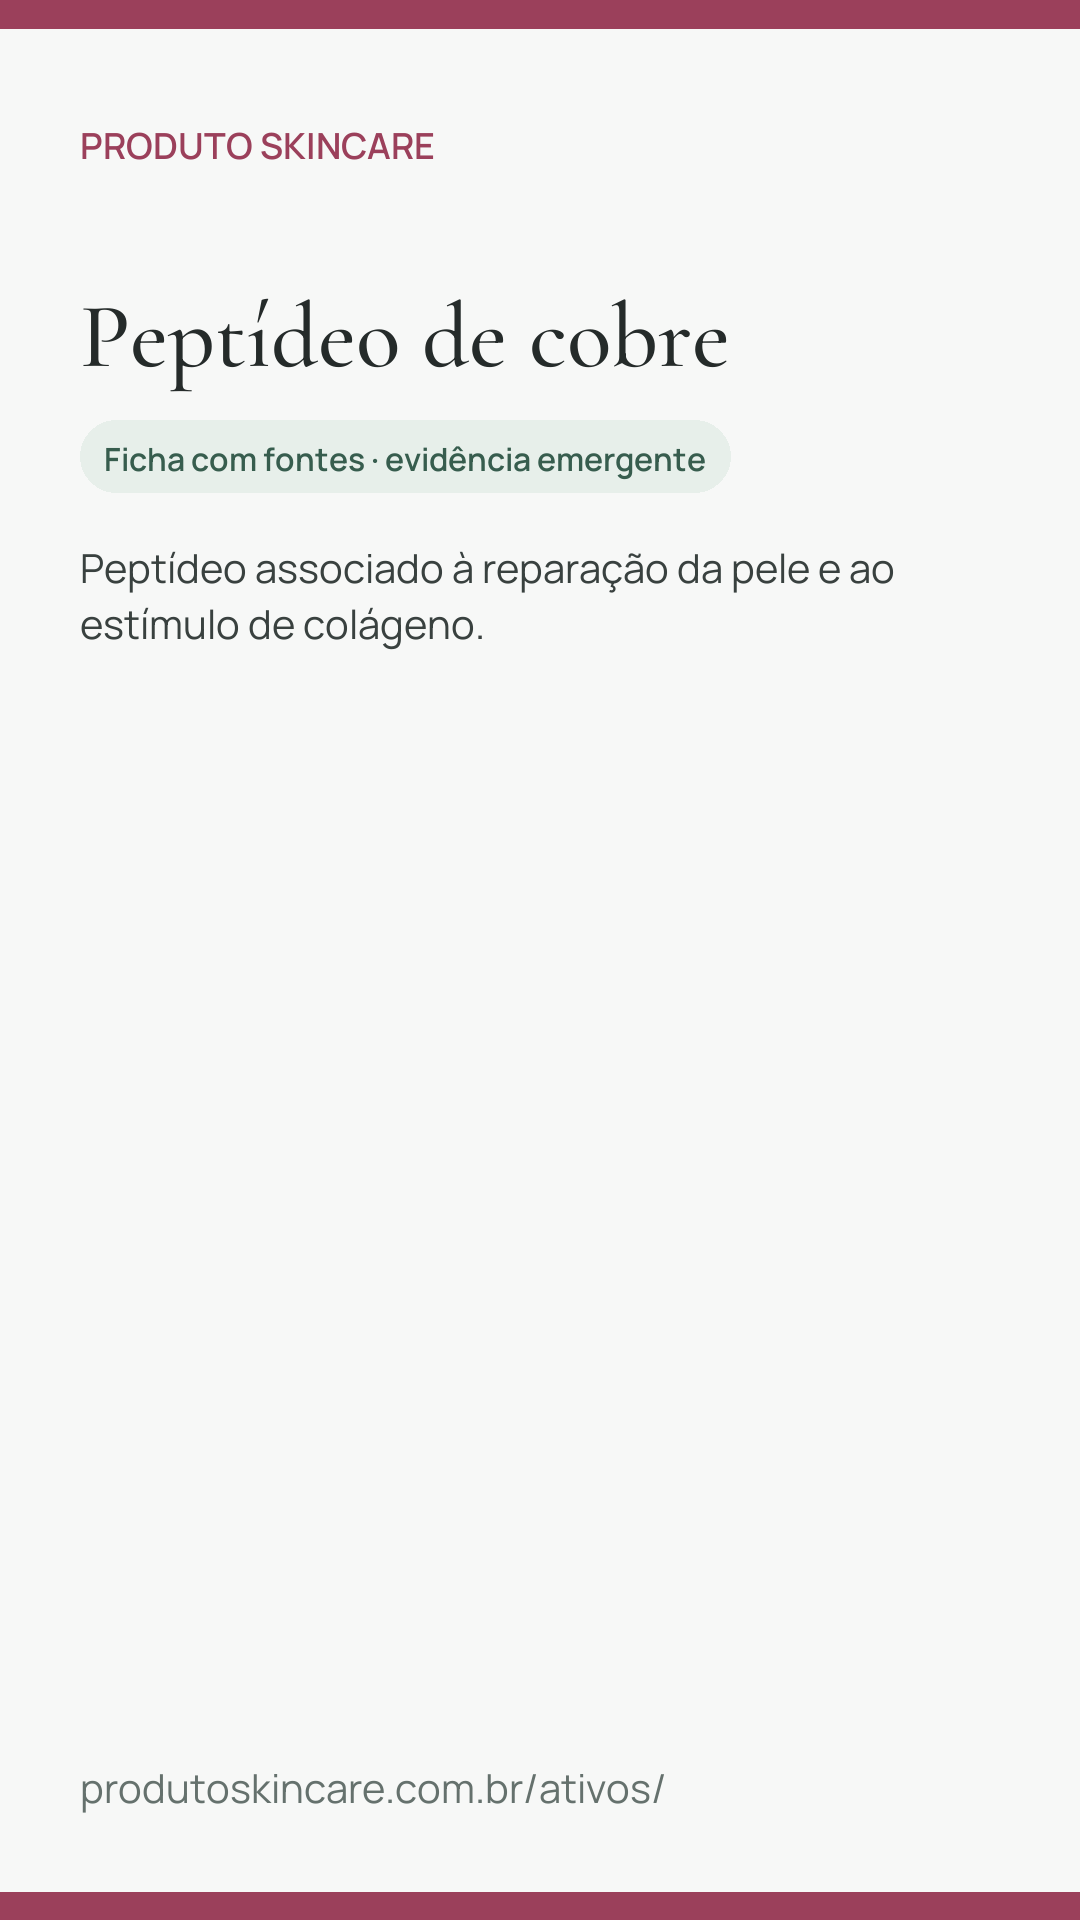 PRODUTO SKINCARE
Peptídeo de cobre
Ficha com fontes · evidência emergente
Peptídeo associado à reparação da pele e ao
estímulo de colágeno.
produtoskincare.com.br/ativos/